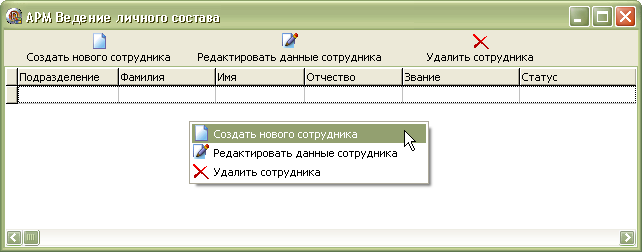 АРМ Ведение личного состава
Создать нового сотрудника Редактировать данные сотрудника Удалить сотрудника
Подразделение Фамилия Имя Отчество Звание Статус
Создать нового сотрудника
Редактировать данные сотрудника
Удалить сотрудника